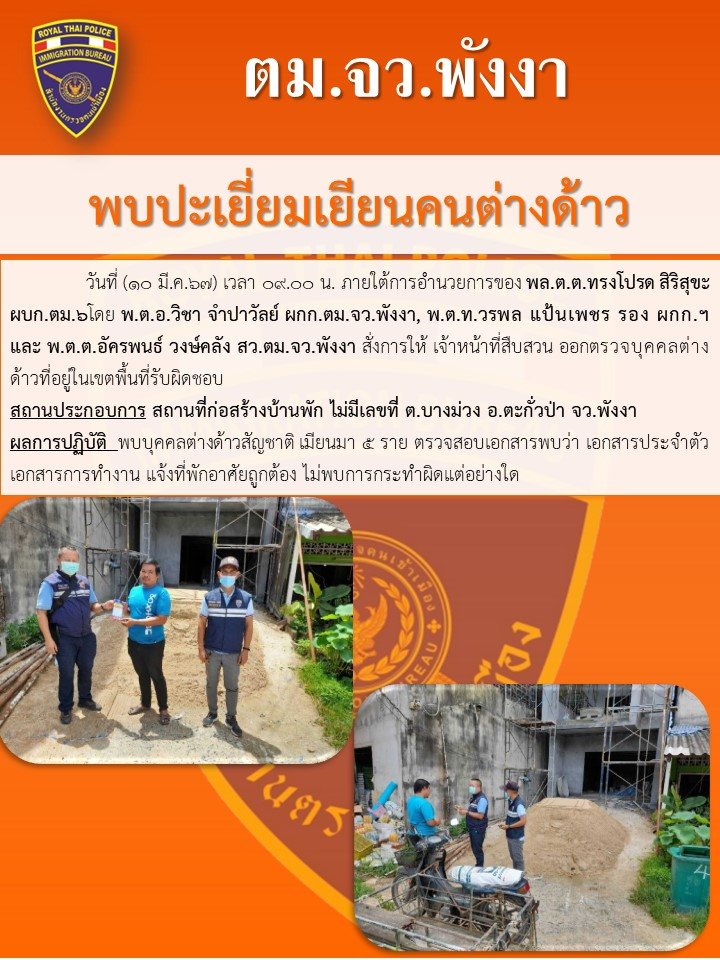 ROYAL THAI POLICE
IMMIGRATION BUREAU
สำนักงานตรวจคนเข้าเมือง
ตม.จว.พังงา
พบปะเยี่ยมเยียนคนต่างด้าว
วันที่ (๑๐ มี.ค.๖๗) เวลา ๐๙.๐๐ น. ภายใต้การอำนวยการของ พล.ต.ต.ทรงโปรด สิริสุขะ
ผบก.ตม.๖โดย พ.ต.อ.วิชา จำปาวัลย์ ผกก.ตม.จว.พังงา, พ.ต.ท.วรพล แป้นเพชร รอง ผกก.ฯ
และ พ.ต.ต.อัครพนธ์ วงษ์คลัง สว.ตม.จว.พังงา สั่งการให้ เจ้าหน้าที่สืบสวน ออกตรวจบุคคลต่าง
ด้าวที่อยู่ในเขตพื้นที่รับผิดชอบ
สถานประกอบการ สถานที่ก่อสร้างบ้านพัก ไม่มีเลขที่ ต.บางม่วง อ.ตะกั่วป่า จว.พังงา
ผลการปฏิบัติ พบบุคคลต่างด้าวสัญชาติ เมียนมา ๕ ราย ตรวจสอบเอกสารพบว่า เอกสารประจำตัว
เอกสารการทำงาน แจ้งที่พักอาศัยถูกต้อง ไม่พบการกระทำผิดแต่อย่างใด